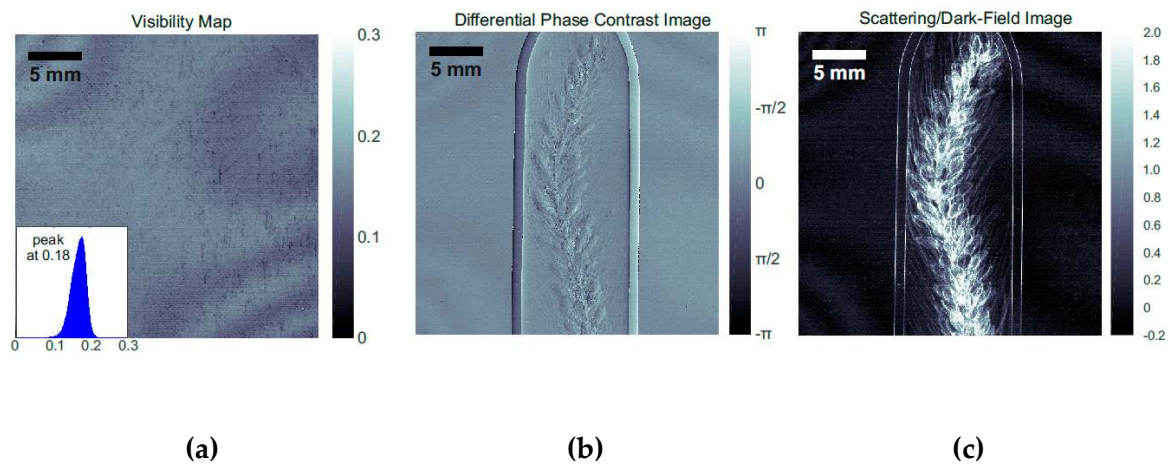 Visibility Map
5 mm
peak
at 0.18
0 0.1 0.2 0.3
0.3
0.2
0.1
0
(a)
Differential Phase Contrast Image
5 mm
π
-π/2
0
π/2
-π
(b)
Scattering/Dark-Field Image
5 mm
2.0
1.8
1.6
1.4
1.2
1.0
0.8
0.6
0.4
0.2
0
-0.2
(c)